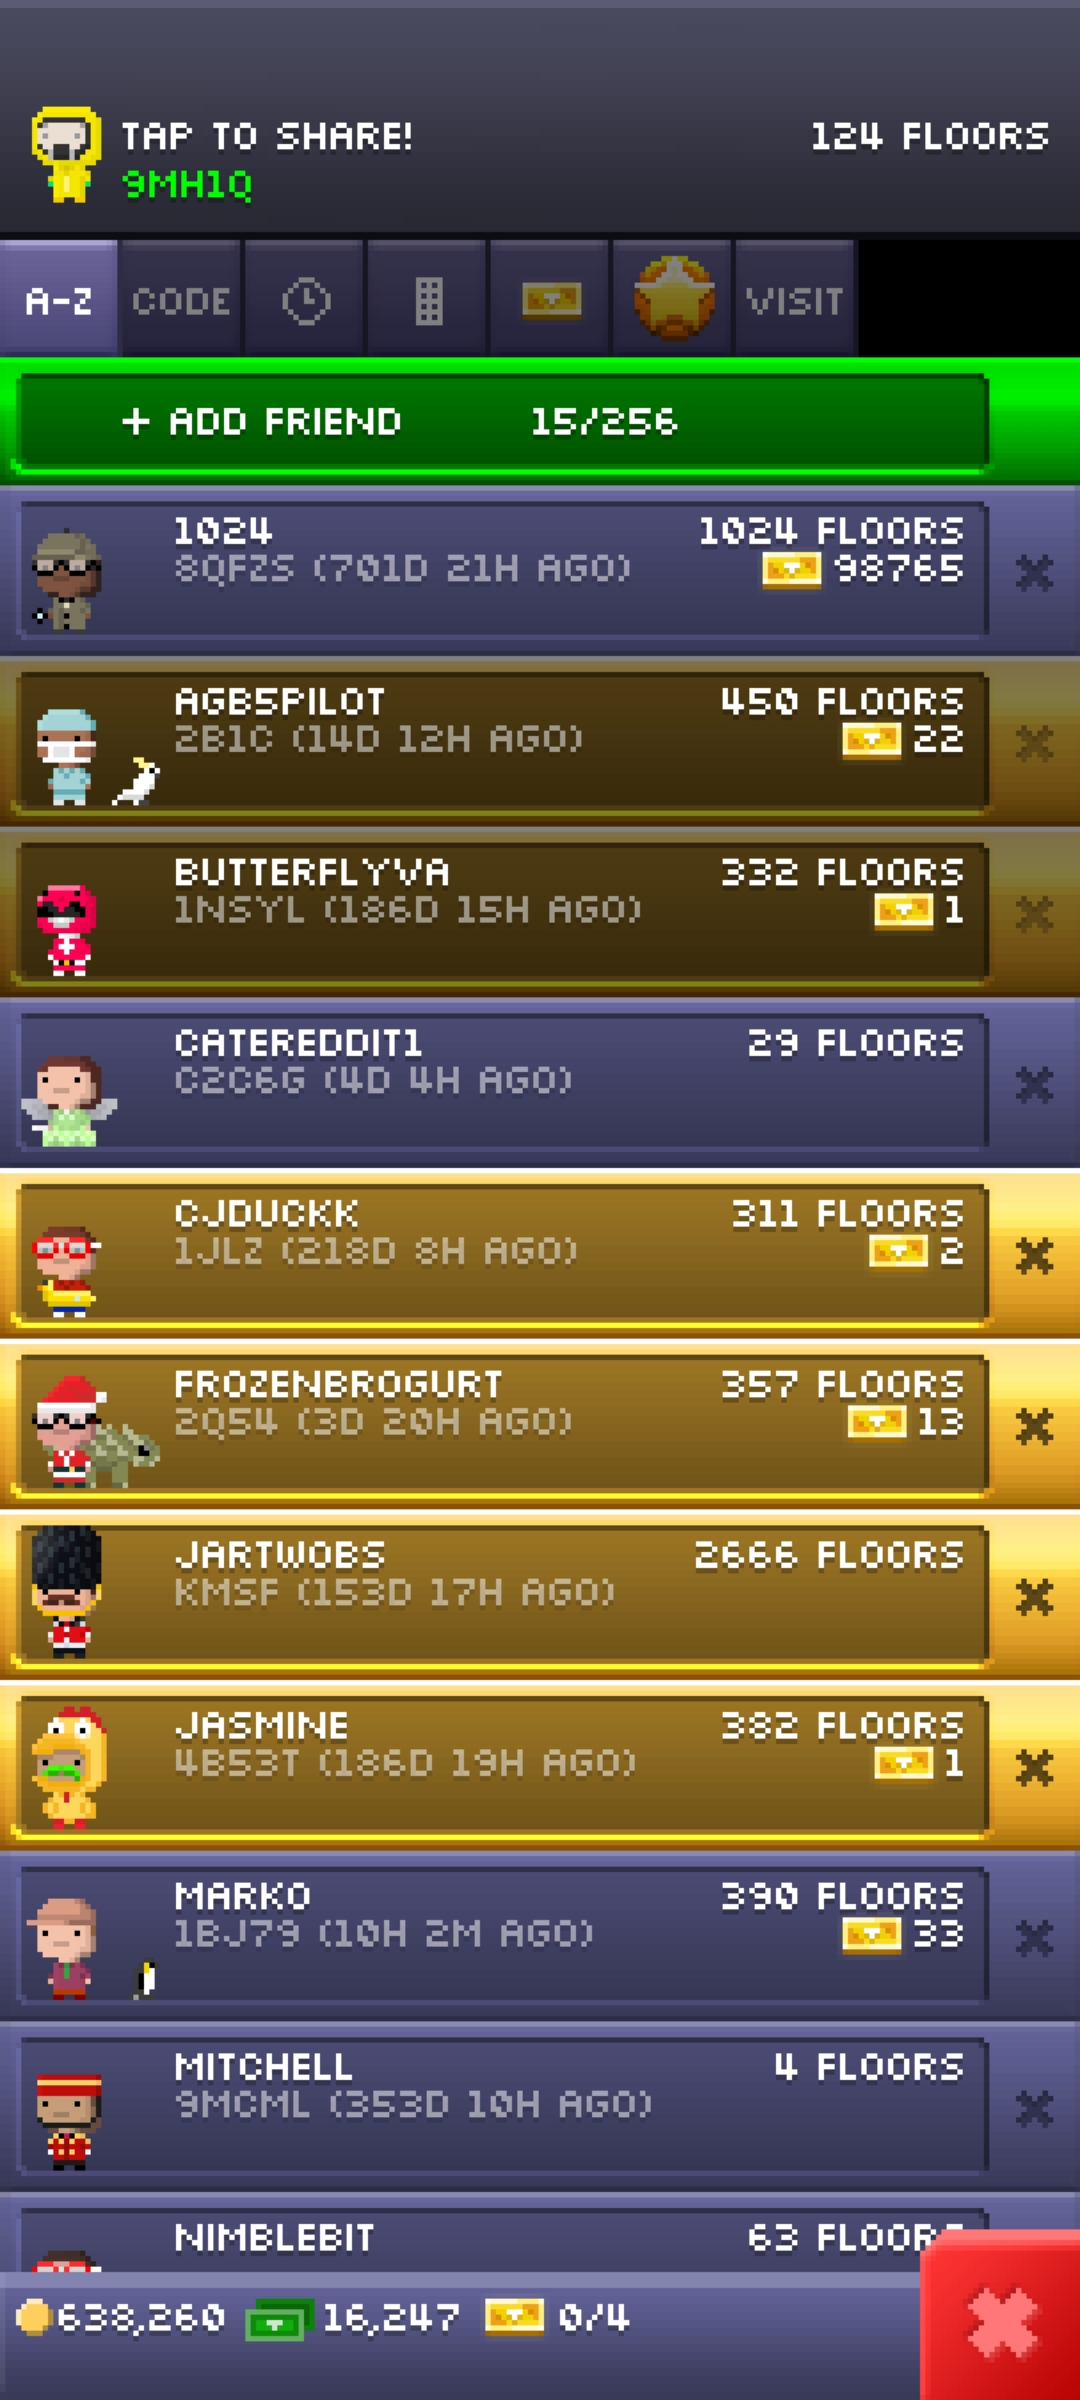 TAP TO SHARE! 124 FLOORS
9MH1Q
A-Z CODE VISIT
+ ADD FRIEND 15/256
1024 1024 FLOORS
8QFZS (701D 21H AGO) 98765
AGB5PILOT 450 FLOORS
2B1C (14D 12H AGO) 22
BUTTERFLYVA 332 FLOORS
1NSYL (186D 15H AGO) 1
CATEREDDIT1 29 FLOORS
C2C6G (4D 4H AGO)
CJDUCKK 311 FLOORS
1JLZ (218D 8H AGO) 2
FROZENBROGURT 357 FLOORS
2Q54 (3D 20H AGO) 13
JARTWOBS 2666 FLOORS
KMSF (153D 17H AGO)
JASMINE 382 FLOORS
4B53T (186D 19H AGO) 1
MARKO 390 FLOORS
1BJ79 (10H 2M AGO) 33
MITCHELL 4 FLOORS
9MCML (353D 10H AGO)
NIMBLEBIT 63 FLOORS
638,260 16,247 0/4